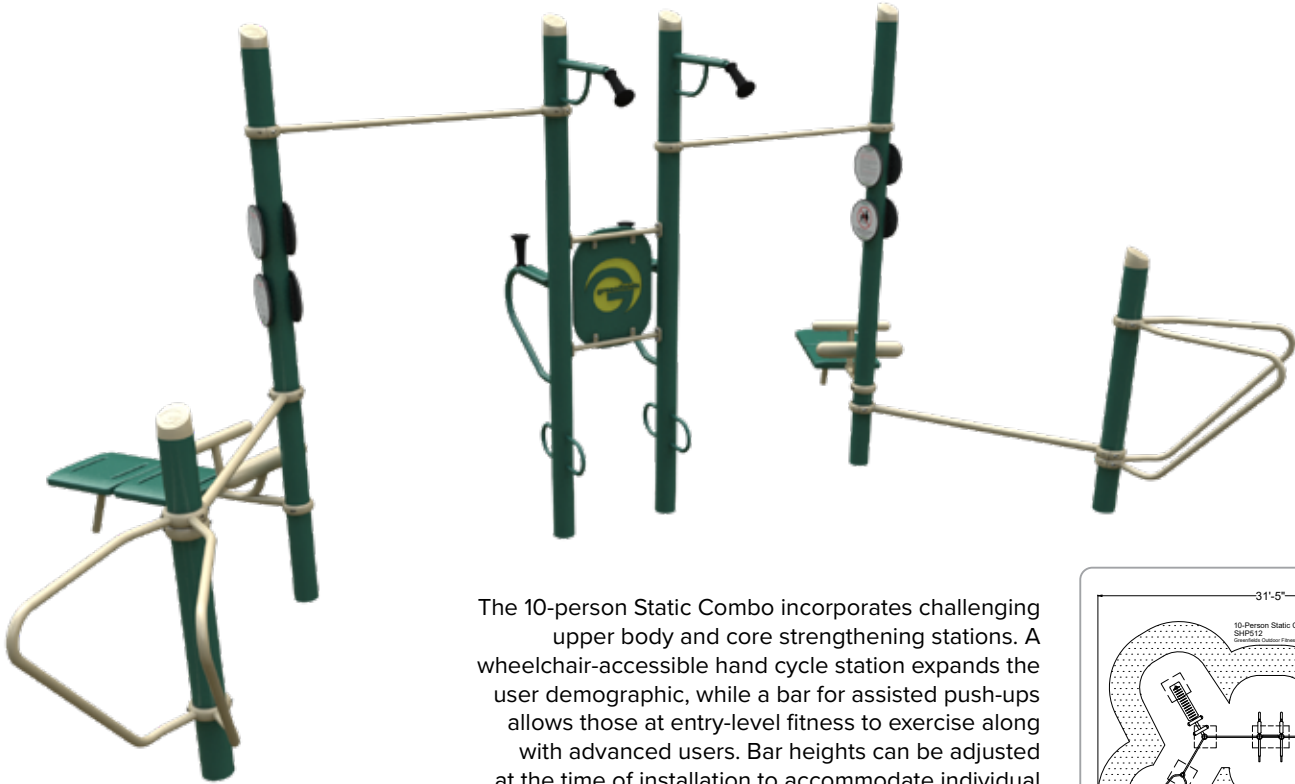 The 10-person Static Combo incorporates challenging
upper body and core strengthening stations. A
wheelchair-accessible hand cycle station expands the
user demographic, while a bar for assisted push-ups
allows those at entry-level fitness to exercise along
with advanced users. Bar heights can be adjusted
at the time of installation to accommodate individual
31'-5"
10-Person Static
SHP512
Greenfields Outdoor